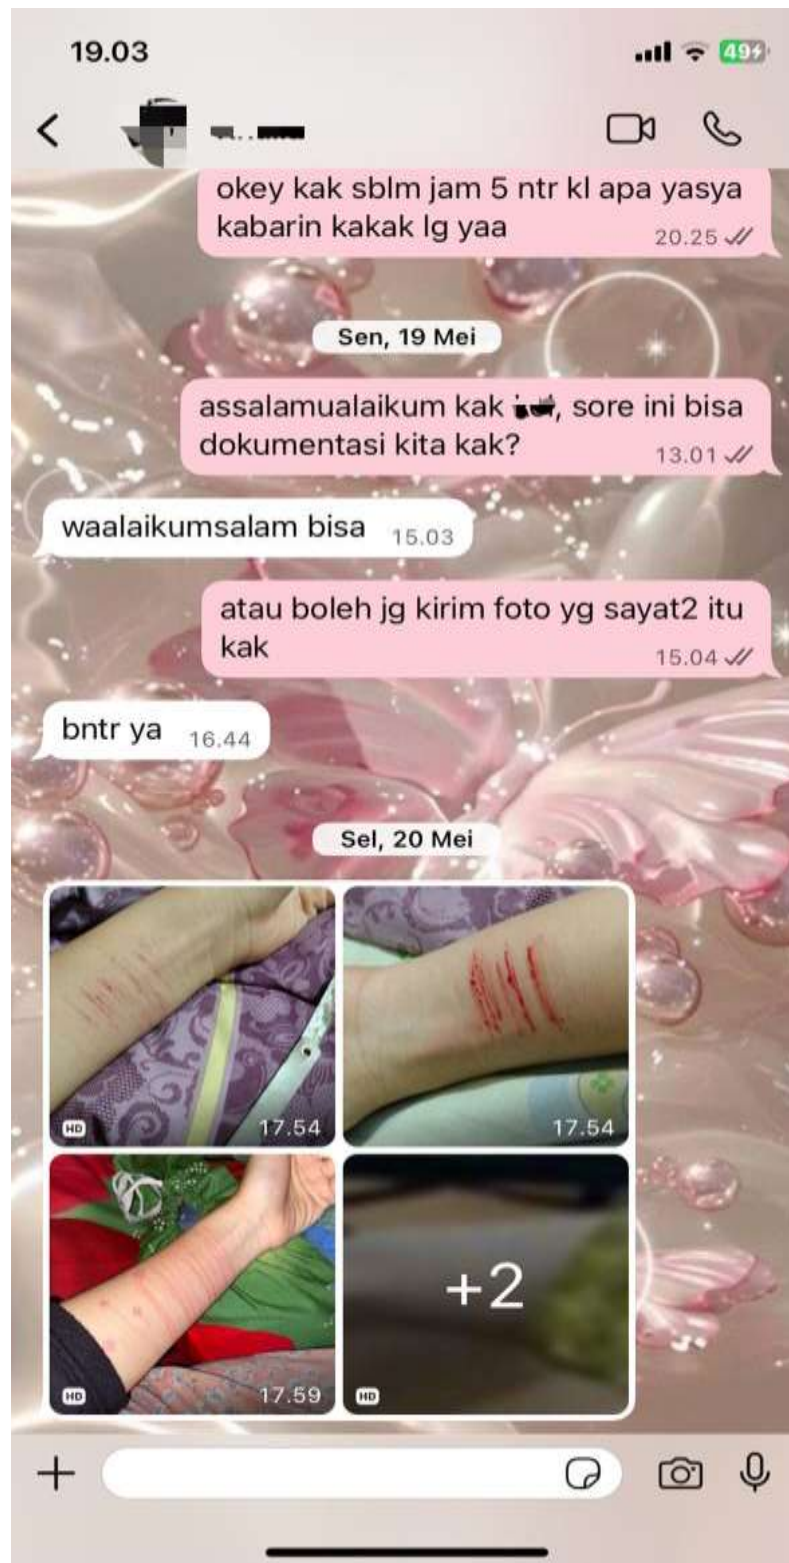 19.03
49
okey kak sblm jam 5 ntr kl apa yasya
kabarin kakak lg yaa
20.25
Sen, 19 Mei
assalamualaikum kak , sore ini bisa
dokumentasi kita kak?
13.01
waalaikumsalam bisa
15.03
atau boleh jg kirim foto yg sayat2 itu
kak
15.04
bntr ya
16.44
Sel, 20 Mei
HD
17.54
17.54
HD
17.59
+2
HD